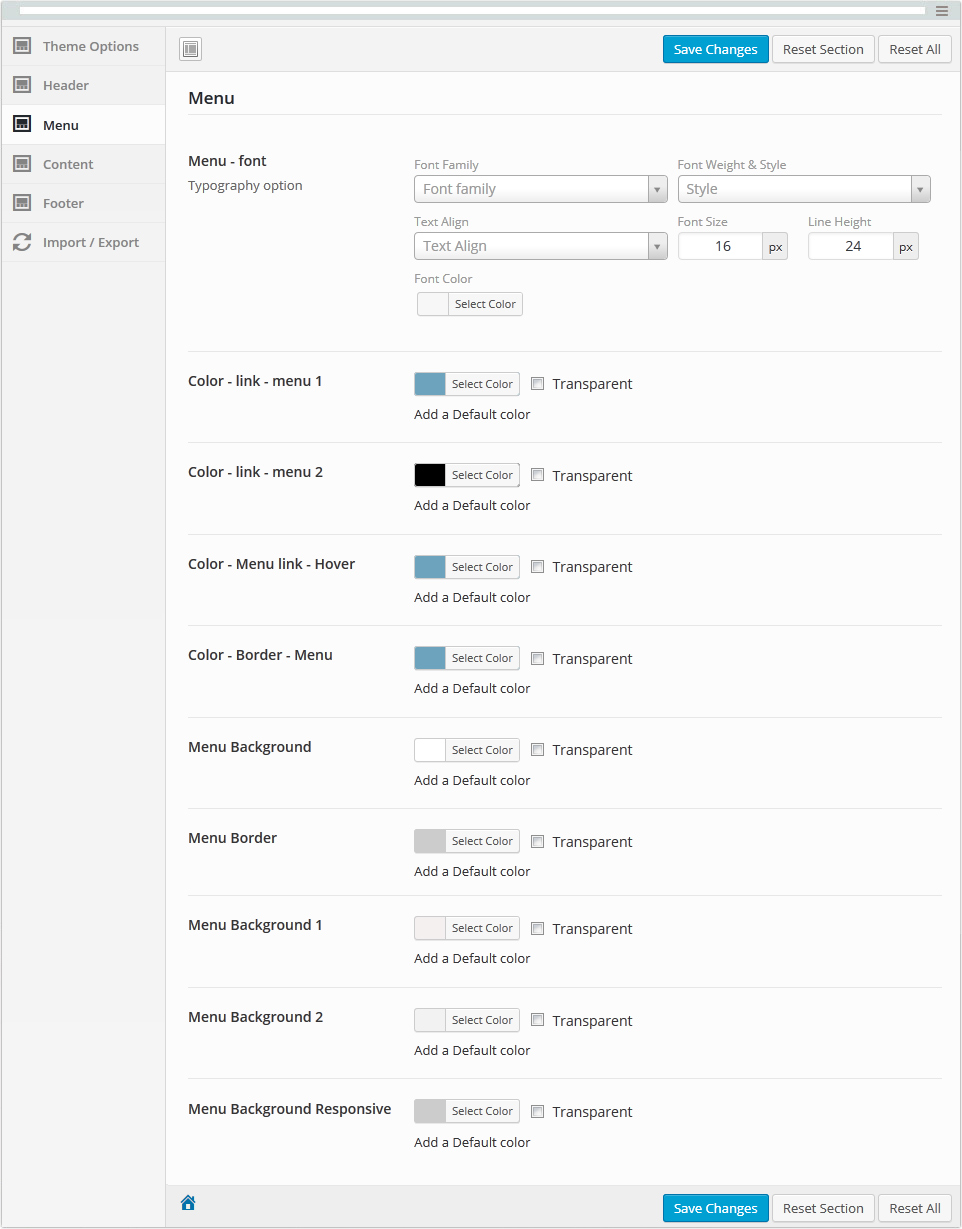 Theme Options
Header
Menu
Content
Footer
Import / Export
Save Changes Reset Section Reset All
Menu
Menu - font
Typography option
Font Family Font Weight & Style
Font family Style
Text Align Font Size Line Height
Text Align 16 px 24 px
Font Color
Select Color
Color - link - menu 1 Select Color Transparent
Add a Default color
Color - link - menu 2 Select Color Transparent
Add a Default color
Color - Menu link - Hover Select Color Transparent
Add a Default color
Color - Border - Menu Select Color Transparent
Add a Default color
Menu Background Select Color Transparent
Add a Default color
Menu Border Select Color Transparent
Add a Default color
Menu Background 1 Select Color Transparent
Add a Default color
Menu Background 2 Select Color Transparent
Add a Default color
Menu Background Responsive Select Color Transparent
Add a Default color
Save Changes Reset Section Reset All